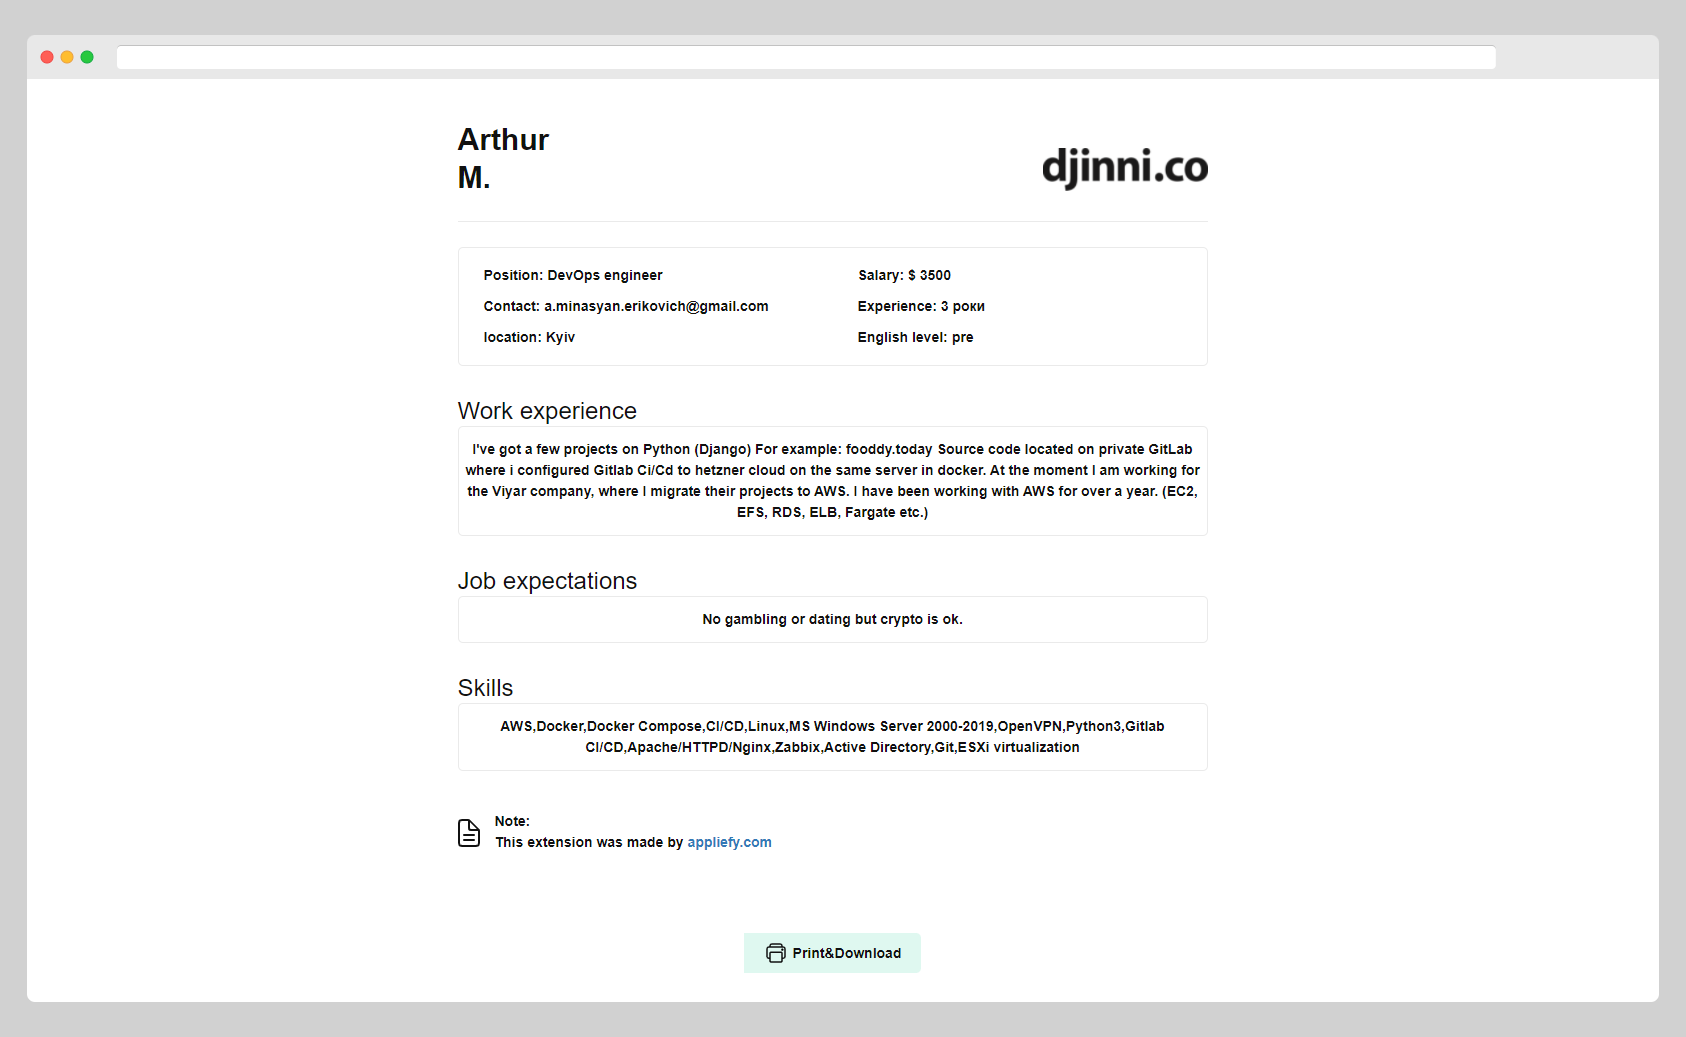 Arthur
M.
djinni.co
Position: DevOps engineer
Salary: $ 3500
Contact: a.minasyan.erikovich@gmail.com
Experience: 3 роки
location: Kyiv
English level: pre
Work experience
I've got a few projects on Python (Django) For example: fooddy.today Source code located on private GitLab
where i configured Gitlab Ci/Cd to hetzner cloud on the same server in docker. At the moment I am working for
the Viyar company, where I migrate their projects to AWS. I have been working with AWS for over a year. (EC2,
EFS, RDS, ELB, Fargate etc.)
Job expectations
No gambling or dating but crypto is ok.
Skills
AWS,Docker,Docker Compose,CI/CD,Linux,MS Windows Server 2000-2019,OpenVPN,Python3,Gitlab
CI/CD,Apache/HTTPD/Nginx,Zabbix,Active Directory,Git,ESXi virtualization
Note:
This extension was made by appliefy.com
Print&Download